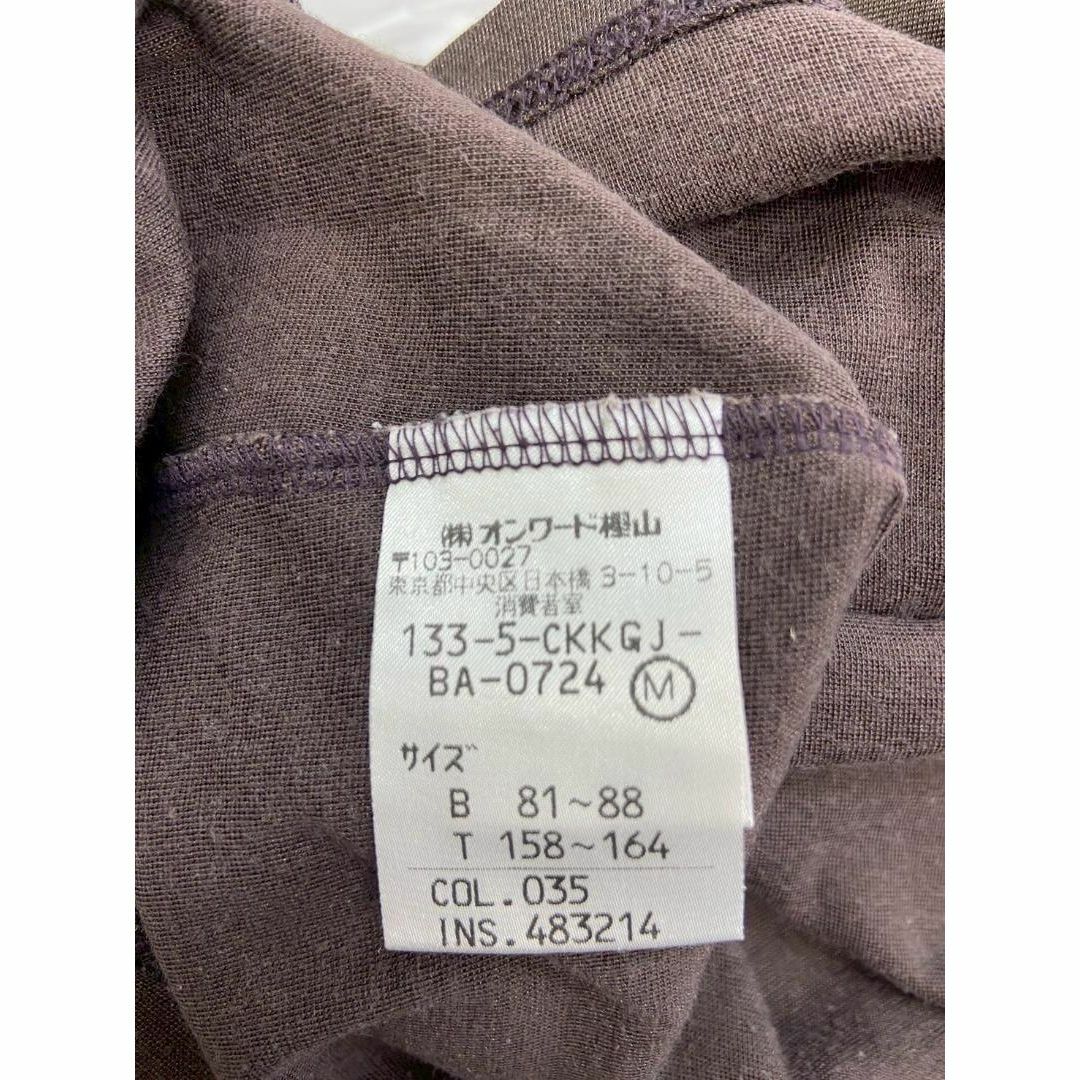 ㈱オンワード樫山
〒103-0027
東京都中央区日本橋 3-10-5
消費者室
133-5-CKKGJ-
BA-0724 Ⓜ
サイズ
B 81~88
T 158~164
COL.035
INS.483214